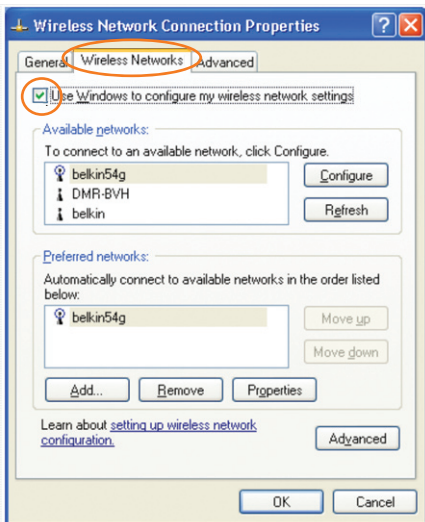 Wireless Network Connection Properties
General Wireless Networks Advanced
Use Windows to configure my wireless network settings
Available networks:
To connect to an available network, click Configure.
belkin54g
DMR-BVH
belkin
Configure
Refresh
Preferred networks:
Automatically connect to available networks in the order listed
below:
belkin54g
Move up
Move down
Add... Remove Properties
Learn about setting up wireless network
configuration.
Advanced
OK Cancel